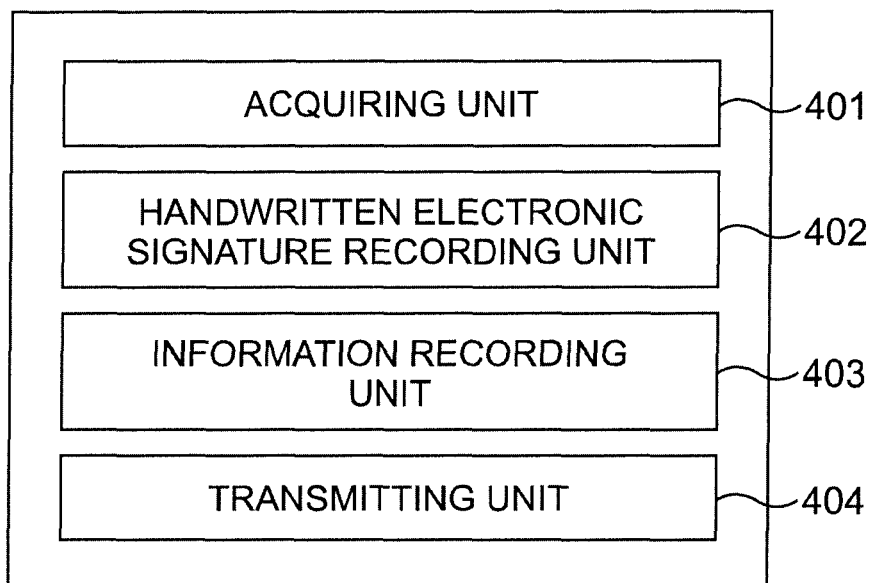 ACQUIRING UNIT
401
HANDWRITTEN ELECTRONIC
SIGNATURE RECORDING UNIT
402
INFORMATION RECORDING
UNIT
403
TRANSMITTING UNIT
404